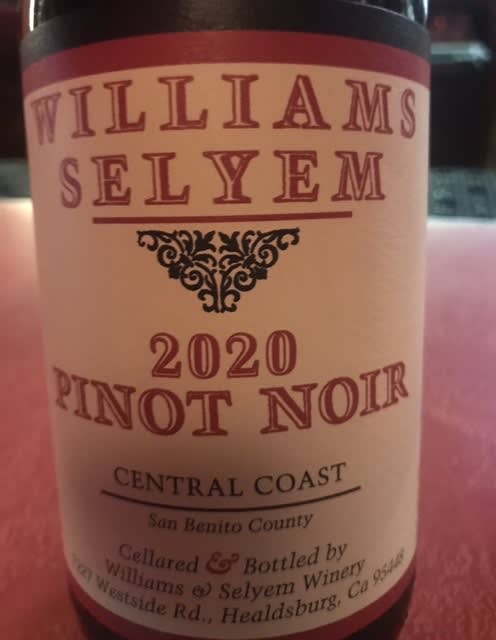 WILLIAMS
SELYEM
2020
PINOT NOIR
CENTRAL COAST
San Benito County
Cellared & Bottled by
Williams & Selyem Winery
7227 Westside Rd., Healdsburg, Ca 95448